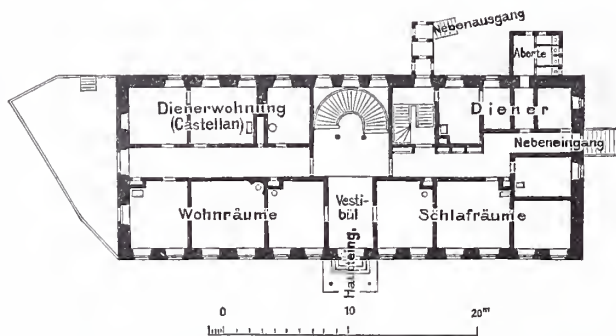 Nebenausgang
Aborte
Dienerwohnung
(Castellan)
Diener
Nebeneingang
Wohnräume
Vesti-
bül
Schlafräume
Haupteing.
0 10 20m